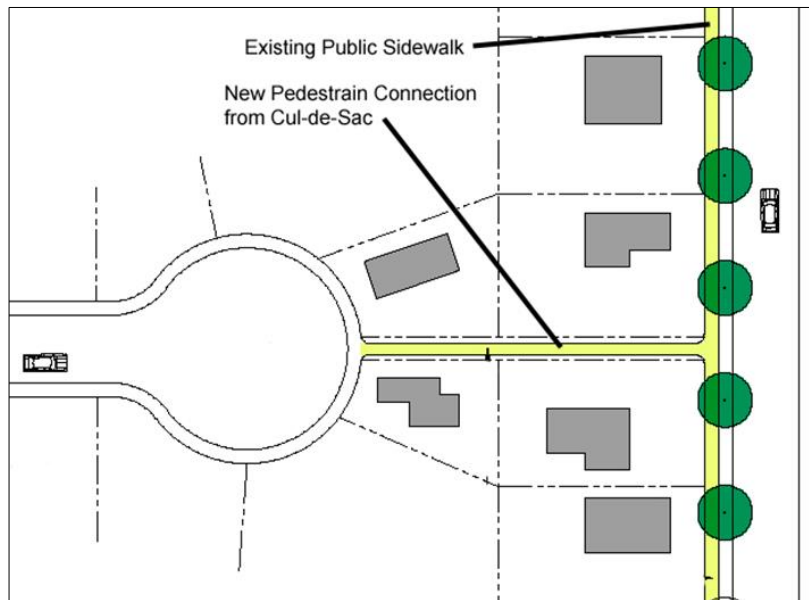 Existing Public Sidewalk
New Pedestrain Connection
from Cul-de-Sac